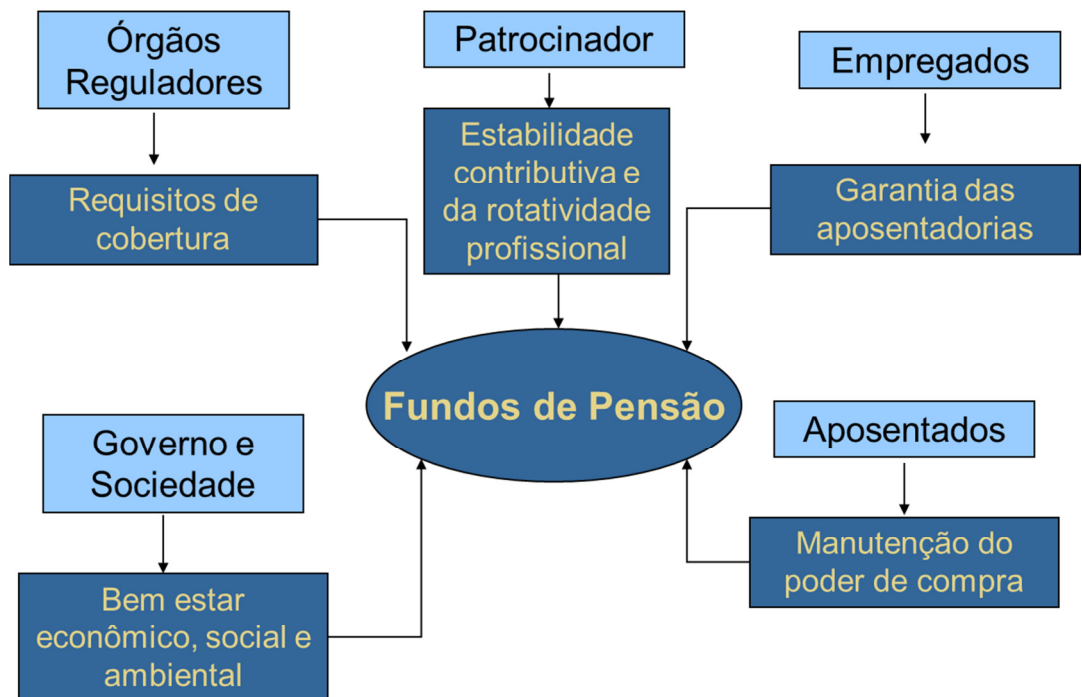 Órgãos
Reguladores
Requisitos de
cobertura
Patrocinador
Estabilidade
contributiva e
da rotatividade
profissional
Empregados
Garantia das
aposentadorias
Fundos de Pensão
Governo e
Sociedade
Bem estar
econômico, social e
ambiental
Aposentados
Manutenção do
poder de compra